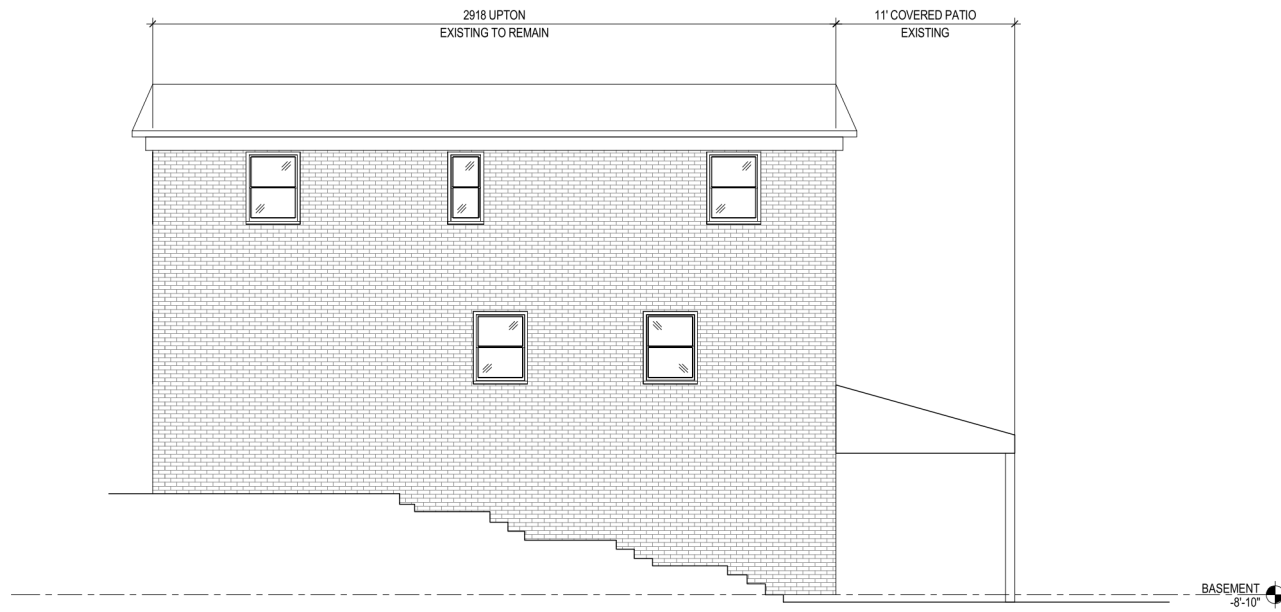 2918 UPTON
EXISTING TO REMAIN
11' COVERED PATIO
EXISTING
BASEMENT
-8'-10"